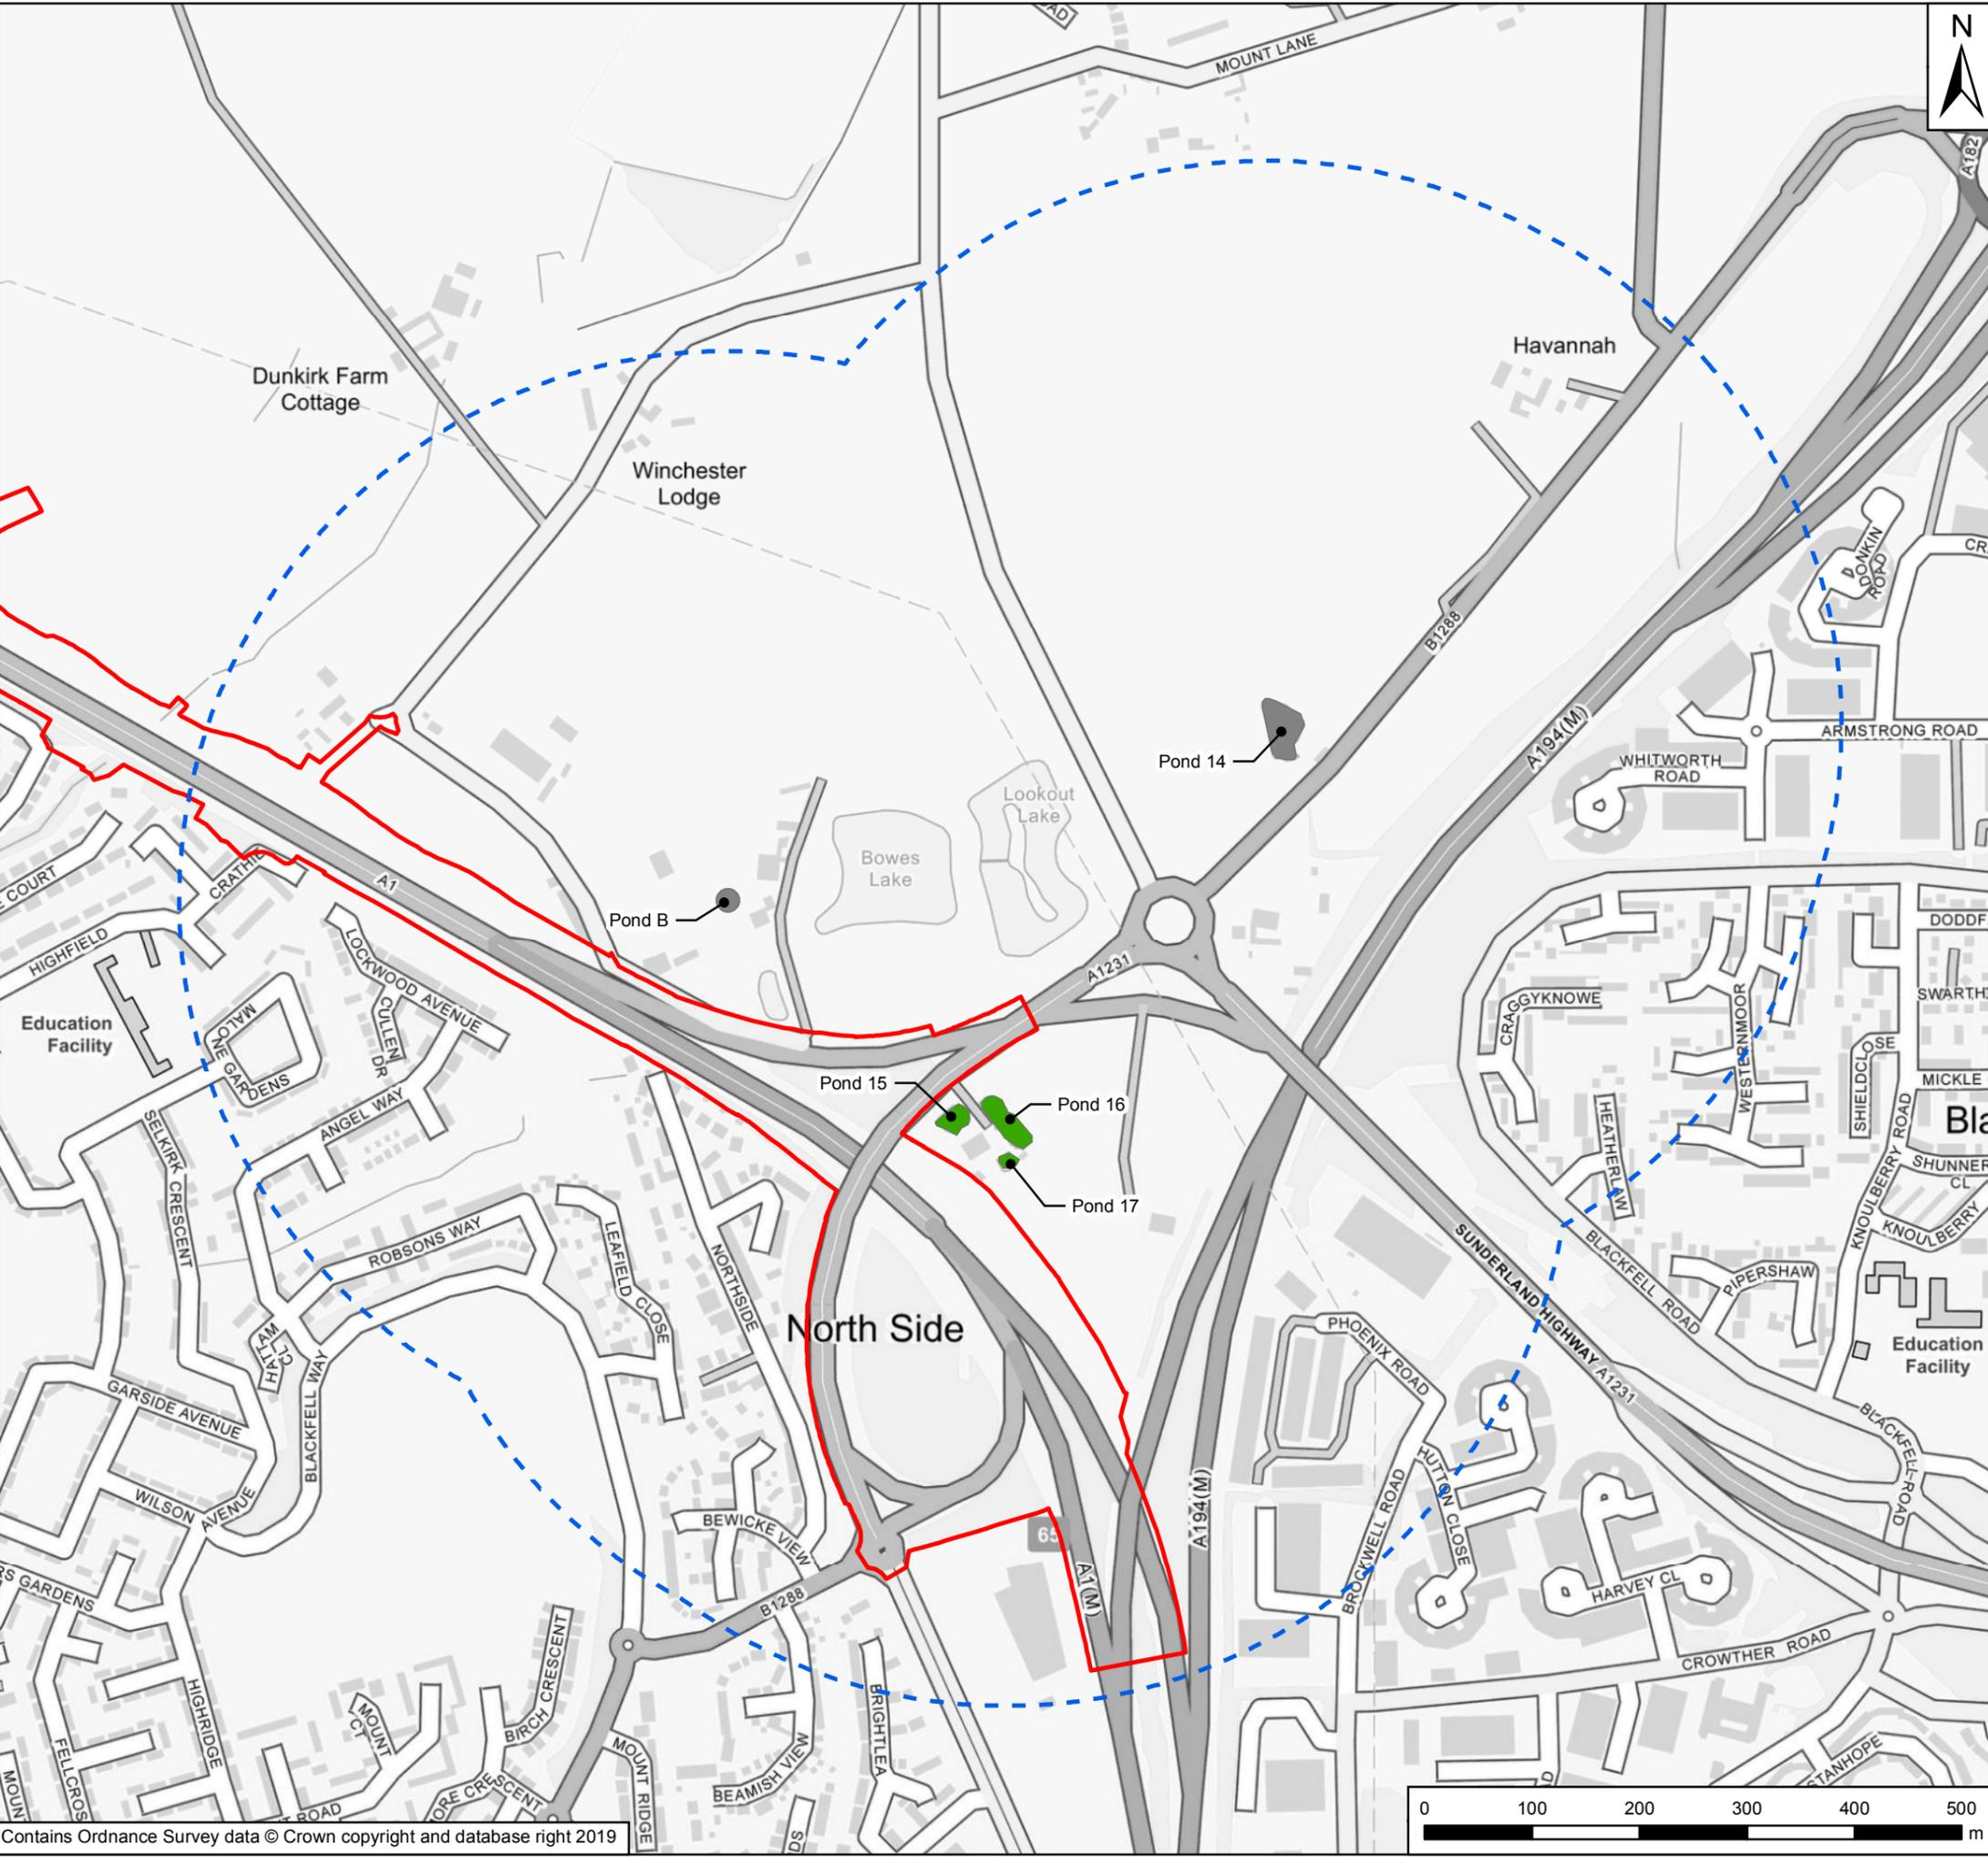 N
MOUNT LANE
A182
Havannah
Dunkirk Farm
Cottage
Winchester
Lodge
DONKIN
ROAD
CR
B1288
A194(M)
ARMSTRONG ROAD
WHITWORTH
ROAD
Pond 14
Lookout
Lake
Bowes
Lake
A1
CRATHIE
E COURT
HIGHFIELD
Pond B
LOCKWOOD AVENUE
DODDF
A1231
SWARTH
CRAGGYKNOWE
WESTERNMOOR
Education
Facility
MALONE GARDENS
CULLEN
DR
SHIELDCLOSE
MICKLE
Pond 15
Pond 16
ANGEL WAY
Bla
HEATHERLAW
KNOULBERRY ROAD
SELKIRK CRESCENT
SHUNNER
CL
Pond 17
KNOULBERRY
ROBSONS WAY
LEAFIELD CLOSE
NORTHSIDE
BLACKFELL ROAD
SUNDERLAND HIGHWAY A1231
PIPERSHAW
North Side
PHOENIX ROAD
HATFLAM
CL
Education
Facility
GARSIDE AVENUE
BLACKFELL WAY
BLACKFELL ROAD
WILSON AVENUE
A194(M)
HUTTON CLOSE
BROCKWELL ROAD
BEWICKE VIEW
65
A1(M)
RS GARDENS
B1288
HARVEY CL
CROWTHER ROAD
BIRCH CRESCENT
HIGHRIDGE
BRIGHTLEA
MOUNT
CT
FELLCROS
MOUNT RIDGE
BEAMISH VIEW
STANHOPE
MOUN
ORE CRESCENT
T ROAD
DS
0 100 200 300 400 500
m
Contains Ordnance Survey data © Crown copyright and database right 2019